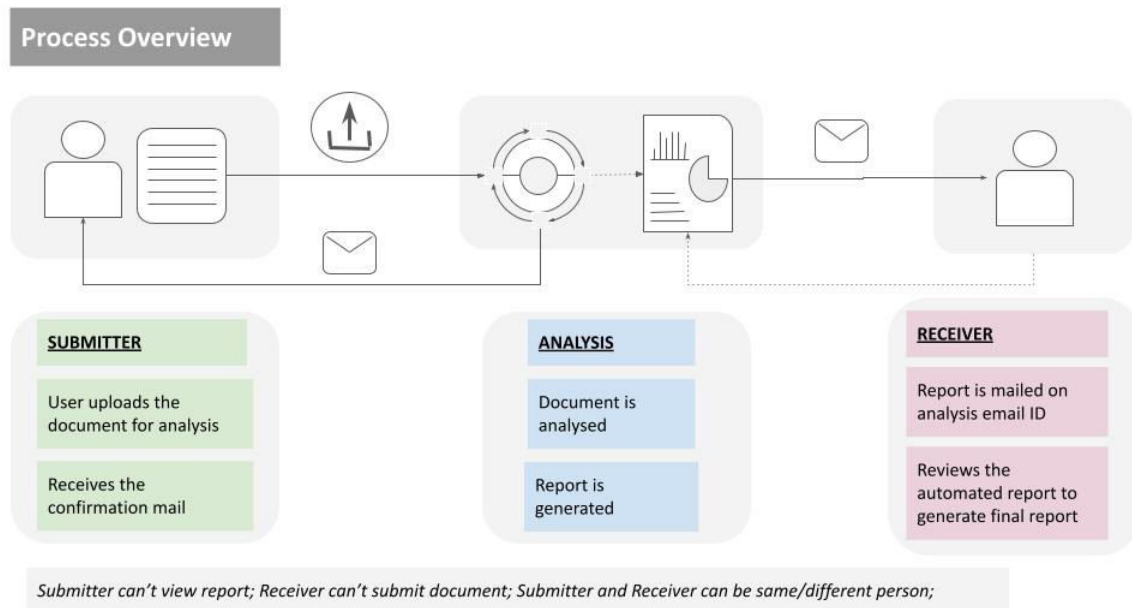 Process Overview
SUBMITTER
User uploads the
document for analysis
Receives the
confirmation mail
ANALYSIS
Document is
analysed
Report is
generated
RECEIVER
Report is mailed on
analysis email ID
Reviews the
automated report to
generate final report
Submitter can't view report; Receiver can't submit document; Submitter and Receiver can be same/different person;